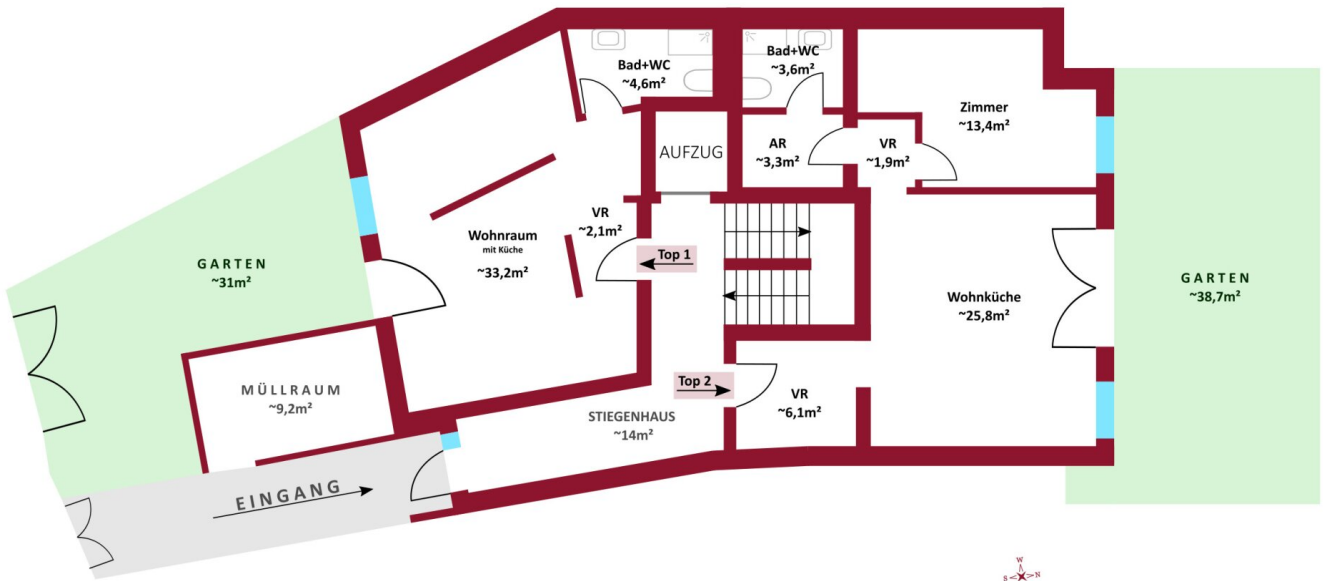 Bad+WC
~4,6m²
Bad+WC
~3,6m²
Zimmer
~13,4m²
AUFZUG
AR
~3,3m²
VR
~1,9m²
VR
~2,1m²
Wohnraum
mit Küche
~33,2m²
Top 1
GARTEN
~31m²
Wohnküche
~25,8m²
GARTEN
~38,7m²
MÜLLRAUM
~9,2m²
Top 2
VR
~6,1m²
STIEGENHAUS
~14m²
EINGANG
W
S N